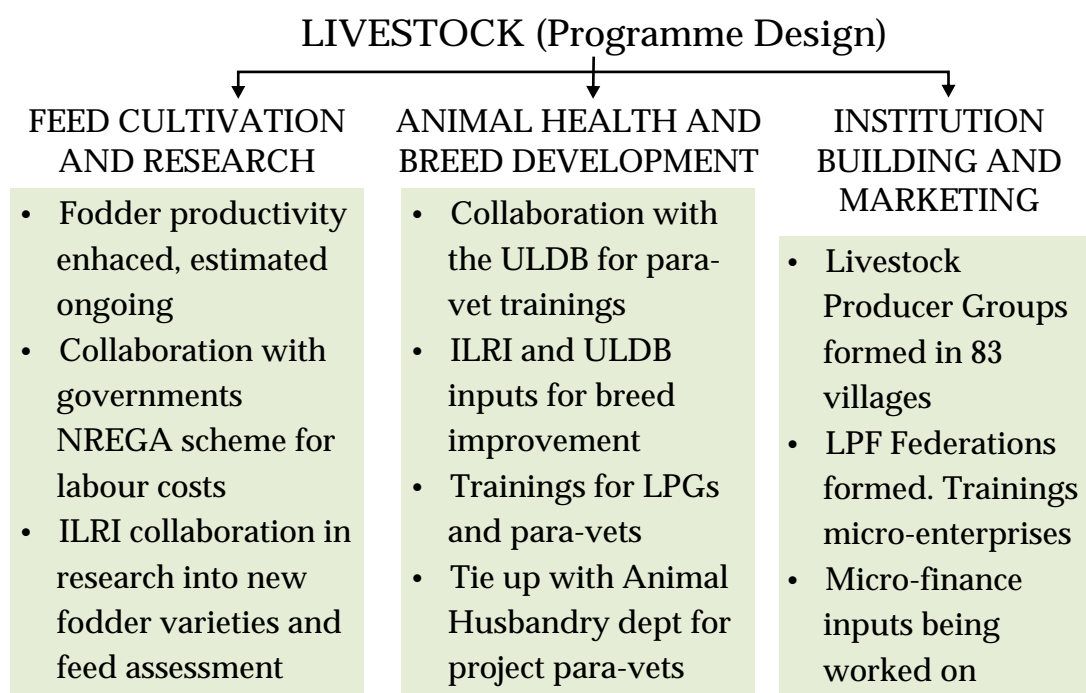 LIVESTOCK (Programme Design)
FEED CULTIVATION
AND RESEARCH
• Fodder productivity
enhaced, estimated
ongoing
• Collaboration with
governments
NREGA scheme for
labour costs
• ILRI collaboration in
research into new
fodder varieties and
feed assessment
ANIMAL HEALTH AND
BREED DEVELOPMENT
• Collaboration with
the ULDB for para-
vet trainings
• ILRI and ULDB
inputs for breed
improvement
• Trainings for LPGs
and para-vets
• Tie up with Animal
Husbandry dept for
project para-vets
INSTITUTION
BUILDING AND
MARKETING
• Livestock
Producer Groups
formed in 83
villages
• LPF Federations
formed. Trainings
micro-enterprises
• Micro-finance
inputs being
worked on